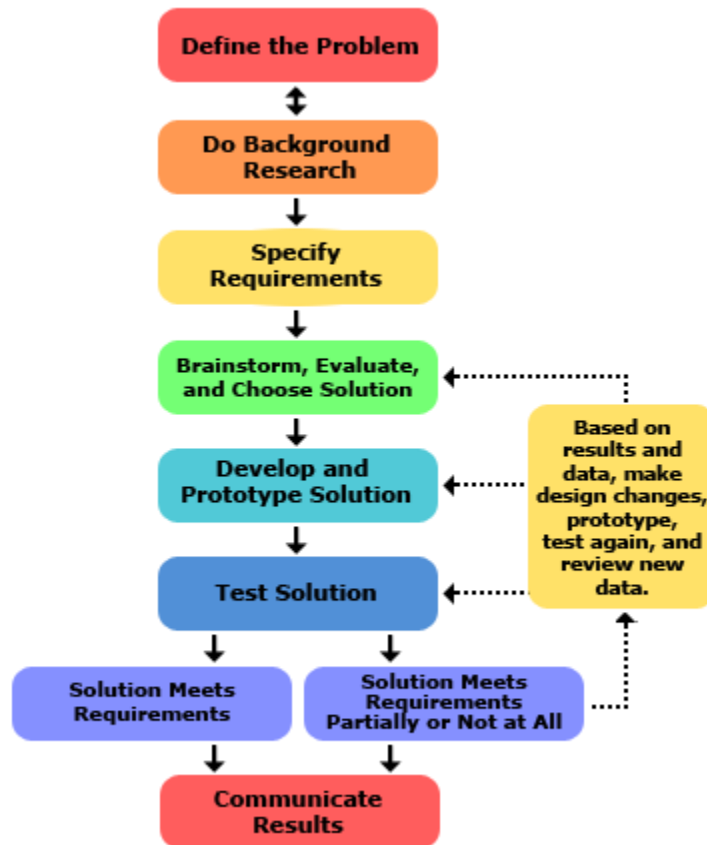 Define the Problem
Do Background
Research
Specify
Requirements
Brainstorm, Evaluate,
and Choose Solution
Develop and
Prototype Solution
Based on
results and
data, make
design changes,
prototype,
test again, and
review new
data.
Test Solution
Solution Meets
Requirements
Solution Meets
Requirements
Partially or Not at All
Communicate
Results